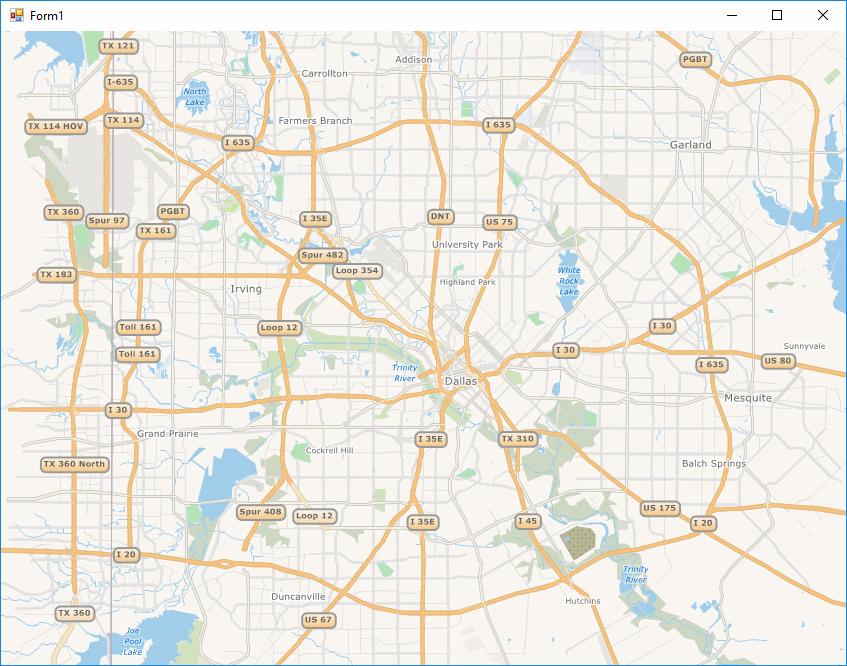 Form1
TX 121
Addison
PGBT
Carrollton
I-635
North
Lake
TX 114 HOV
TX 114
Farmers Branch
I 635
I 635
Garland
TX 360
PGBT
Spur 97
I 35E
DNT
US 75
TX 161
University Park
Spur 482
Loop 354
TX 183
White
Rock
Lake
Highland Park
Irving
Toll 161
Loop 12
I 30
Toll 161
I 30
Sunnyvale
US 80
I 635
Trinity
River
Dallas
Mesquite
I 30
Grand Prairie
I 35E
TX 310
Cockrell Hill
TX 360 North
Balch Springs
Spur 408
Loop 12
I 35E
I 45
US 175
I 20
I 20
Trinity
River
Duncanville
Hutchins
TX 360
US 67
Joe
Pool
Lake